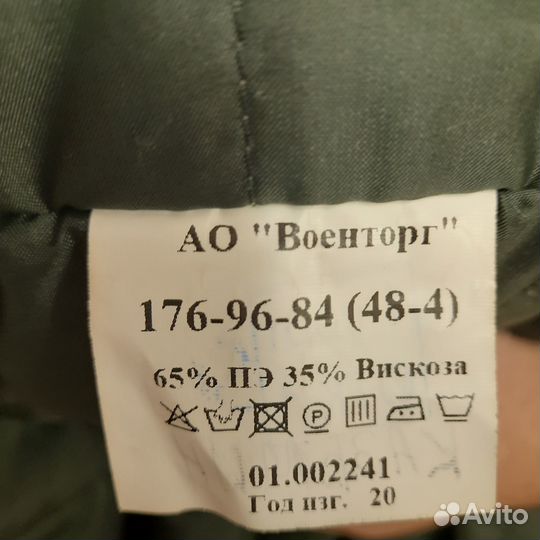 АО "Военторг"
176-96-84 (48-4)
65% ПЭ 35% Вискоза
P
01.002241
Год изг. 20
Avito